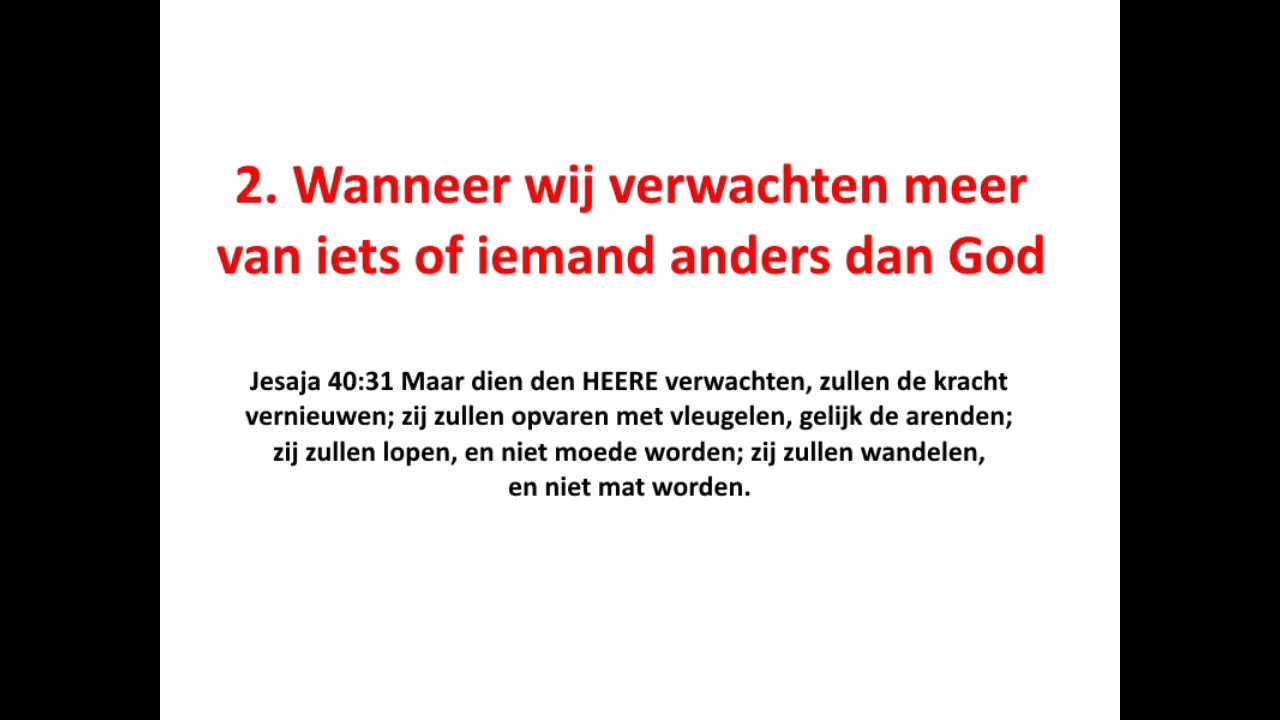 2. Wanneer wij verwachten meer
van iets of iemand anders dan God
Jesaja 40:31 Maar dien den HEERE verwachten, zullen de kracht
vernieuwen; zij zullen opvaren met vleugelen, gelijk de arenden;
zij zullen lopen, en niet moede worden; zij zullen wandelen,
en niet mat worden.